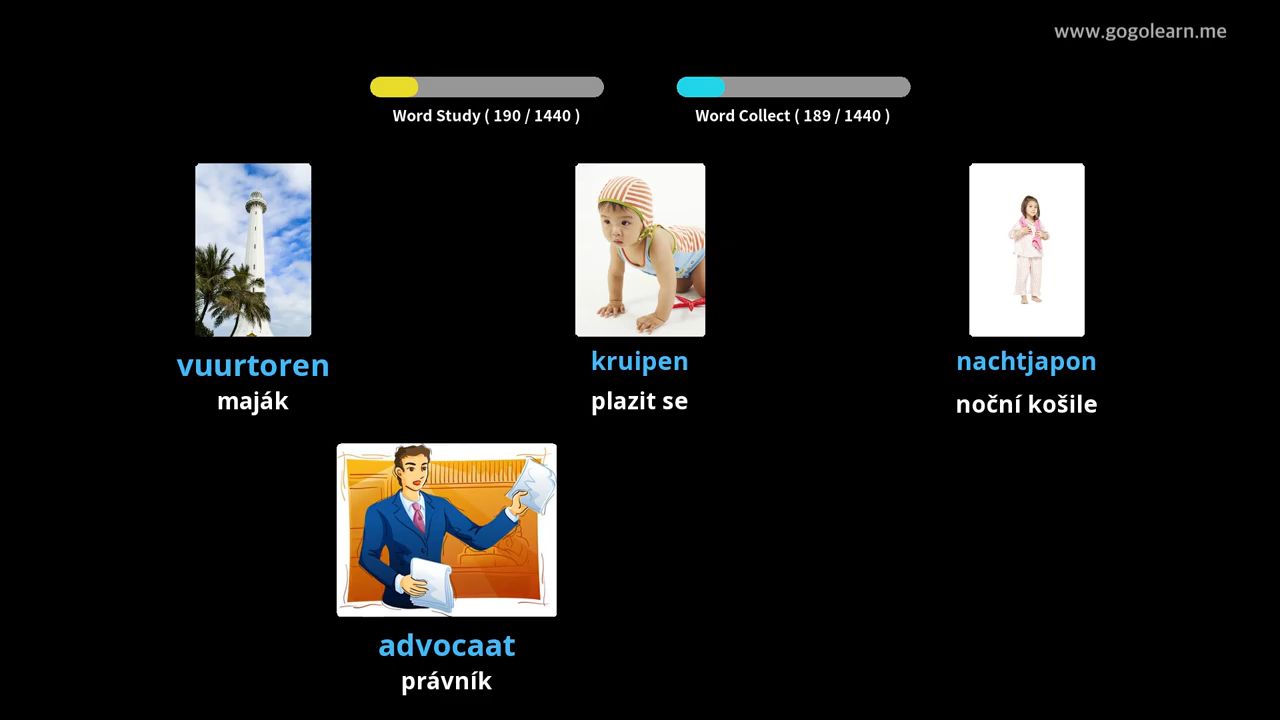 www.gogolearn.me
Word Study ( 190 / 1440 )
Word Collect ( 189 / 1440 )
vuurtoren
maják
kruipen
plazit se
nachtjapon
noční košile
advocaat
právník